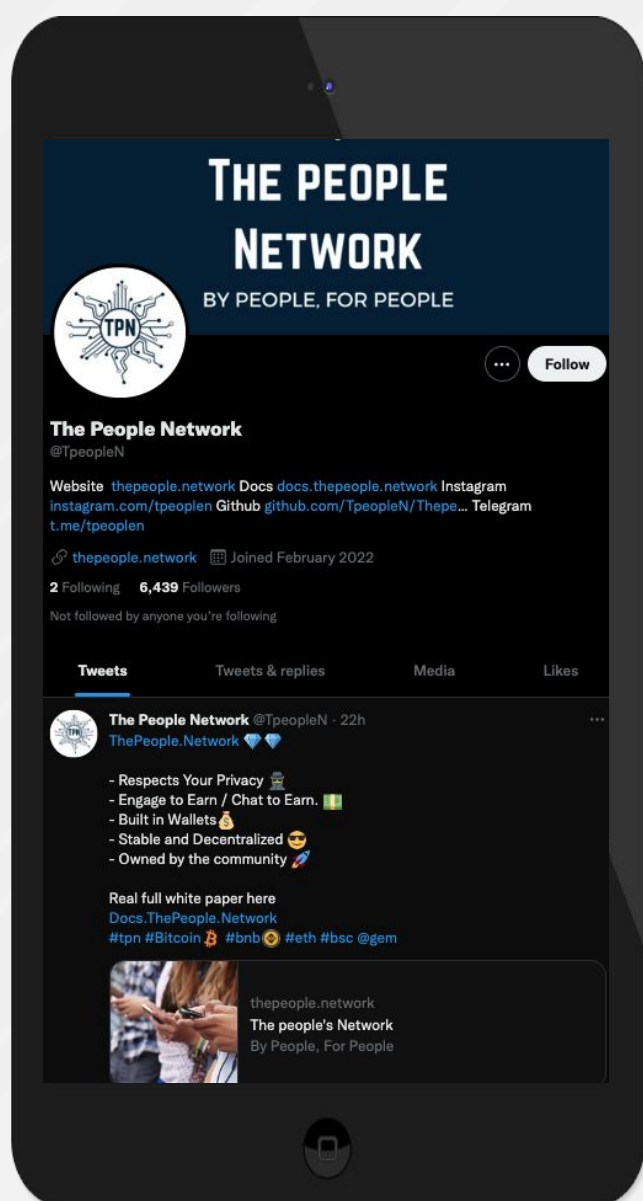 THE PEOPLE
NETWORK
BY PEOPLE, FOR PEOPLE
TPN
... Follow
The People Network
@TpeopleN
Website thepeople.network Docs docs.thepeople.network Instagram
instagram.com/tpeoplen Github github.com/TpeopleN/Thepe... Telegram
t.me/tpeoplen
thepeople.network Joined February 2022
2 Following 6,439 Followers
Not followed by anyone you're following
Tweets Tweets & replies Media Likes
TPN
The People Network @TpeopleN · 22h ...
ThePeople.Network 💎💎
- Respects Your Privacy 🕵️
- Engage to Earn / Chat to Earn. 💵
- Built in Wallets💰
- Stable and Decentralized 😎
- Owned by the community 🚀
Real full white paper here
Docs.ThePeople.Network
#tpn #Bitcoin #bnb #eth #bsc @gem
thepeople.network
The people's Network
By People, For People